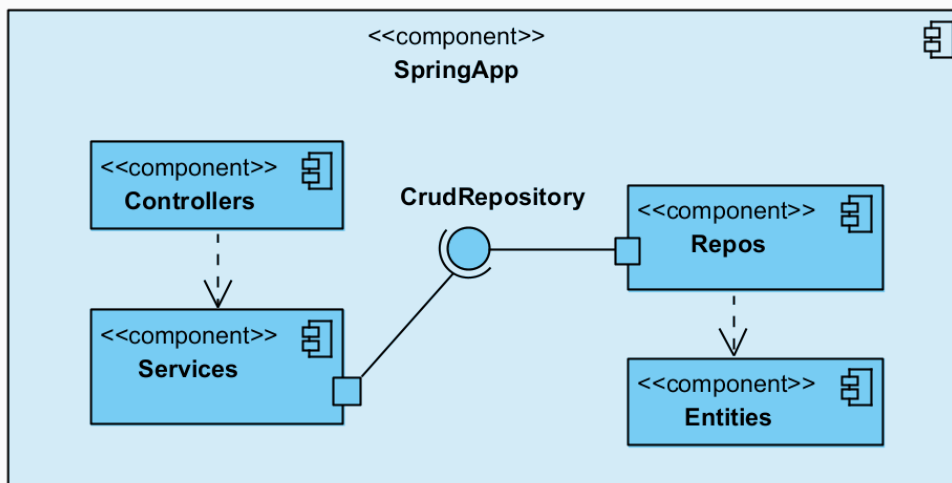 <<component>>
SpringApp
<<component>>
Controllers
CrudRepository
<<component>>
Repos
<<component>>
Services
<<component>>
Entities